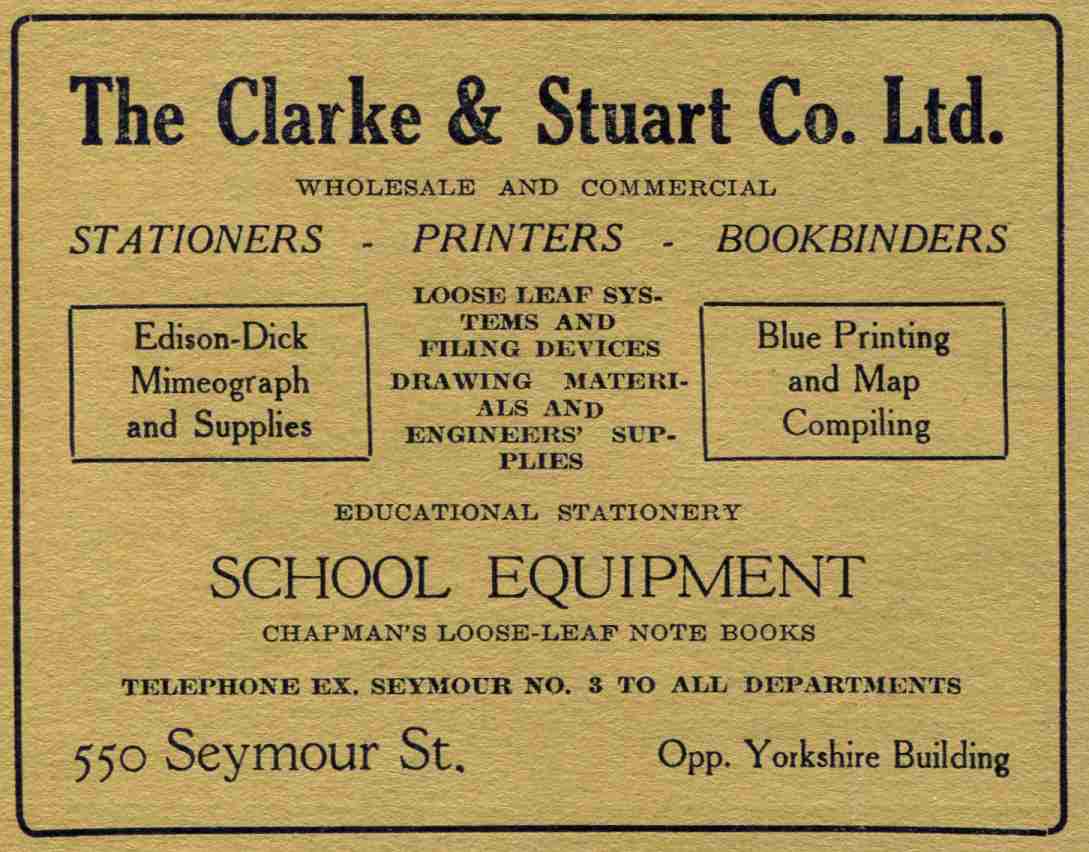 The Clarke & Stuart Co. Ltd.
WHOLESALE AND COMMERCIAL
STATIONERS - PRINTERS - BOOKBINDERS
Edison-Dick
Mimeograph
and Supplies
LOOSE LEAF SYS-
TEMS AND
FILING DEVICES
DRAWING MATERI-
ALS AND
ENGINEERS' SUP-
PLIES
Blue Printing
and Map
Compiling
EDUCATIONAL STATIONERY
SCHOOL EQUIPMENT
CHAPMAN'S LOOSE-LEAF NOTE BOOKS
TELEPHONE EX. SEYMOUR NO. 3 TO ALL DEPARTMENTS
550 Seymour St. Opp. Yorkshire Building